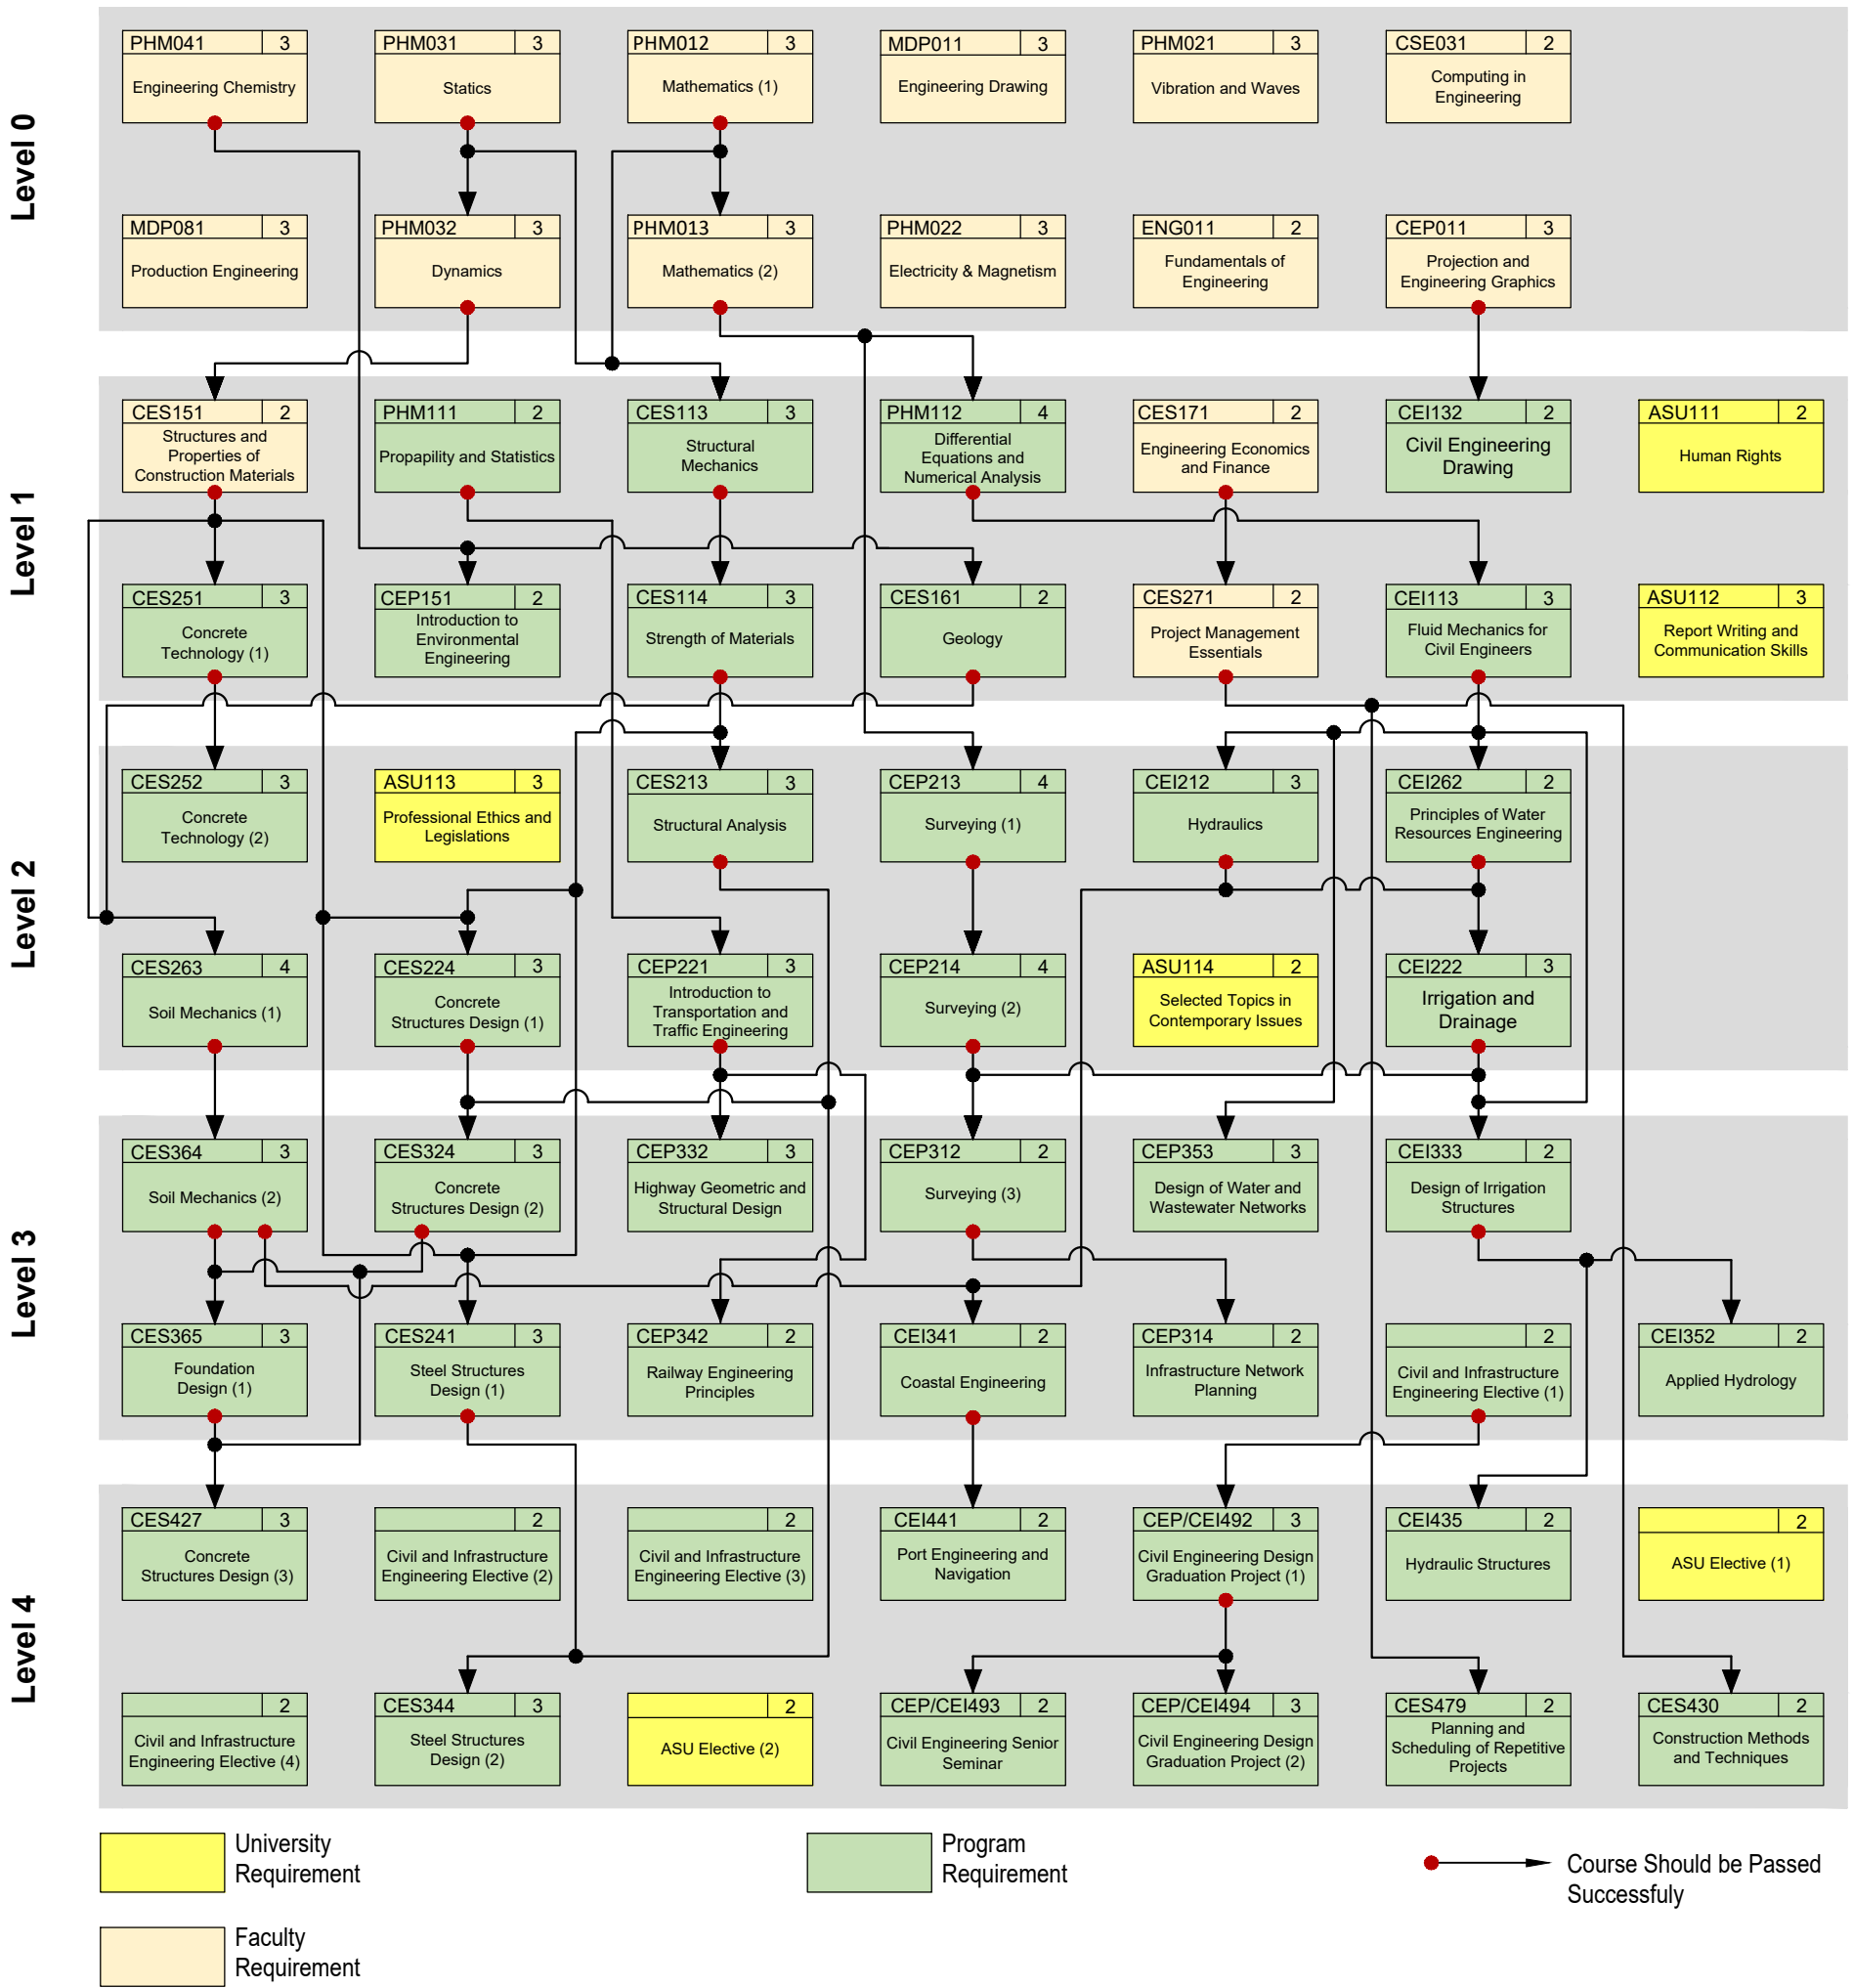 Level 0
PHM041 3
Engineering Chemistry
PHM031 3
Statics
PHM012 3
Mathematics (1)
MDP011 3
Engineering Drawing
PHM021 3
Vibration and Waves
CSE031 2
Computing in
Engineering
MDP081 3
Production Engineering
PHM032 3
Dynamics
PHM013 3
Mathematics (2)
PHM022 3
Electricity & Magnetism
ENG011 2
Fundamentals of
Engineering
CEP011 3
Projection and
Engineering Graphics
Level 1
CES151 2
Structures and
Properties of
Construction Materials
PHM111 2
Propapility and Statistics
CES113 3
Structural
Mechanics
PHM112 4
Differential
Equations and
Numerical Analysis
CES171 2
Engineering Economics
and Finance
CEI132 2
Civil Engineering
Drawing
ASU111 2
Human Rights
CES251 3
Concrete
Technology (1)
CEP151 2
Introduction to
Environmental
Engineering
CES114 3
Strength of Materials
CES161 2
Geology
CES271 2
Project Management
Essentials
CEI113 3
Fluid Mechanics for
Civil Engineers
ASU112 3
Report Writing and
Communication Skills
Level 2
CES252 3
Concrete
Technology (2)
ASU113 3
Professional Ethics and
Legislations
CES213 3
Structural Analysis
CEP213 4
Surveying (1)
CEI212 3
Hydraulics
CEI262 2
Principles of Water
Resources Engineering
CES263 4
Soil Mechanics (1)
CES224 3
Concrete
Structures Design (1)
CEP221 3
Introduction to
Transportation and
Traffic Engineering
CEP214 4
Surveying (2)
ASU114 2
Selected Topics in
Contemporary Issues
CEI222 3
Irrigation and
Drainage
Level 3
CES364 3
Soil Mechanics (2)
CES324 3
Concrete
Structures Design (2)
CEP332 3
Highway Geometric and
Structural Design
CEP312 2
Surveying (3)
CEP353 3
Design of Water and
Wastewater Networks
CEI333 2
Design of Irrigation
Structures
CES365 3
Foundation
Design (1)
CES241 3
Steel Structures
Design (1)
CEP342 2
Railway Engineering
Principles
CEI341 2
Coastal Engineering
CEP314 2
Infrastructure Network
Planning
2
Civil and Infrastructure
Engineering Elective (1)
CEI352 2
Applied Hydrology
Level 4
CES427 3
Concrete
Structures Design (3)
2
Civil and Infrastructure
Engineering Elective (2)
2
Civil and Infrastructure
Engineering Elective (3)
CEI441 2
Port Engineering and
Navigation
CEP/CEI492 3
Civil Engineering Design
Graduation Project (1)
CEI435 2
Hydraulic Structures
2
ASU Elective (1)
2
Civil and Infrastructure
Engineering Elective (4)
CES344 3
Steel Structures
Design (2)
2
ASU Elective (2)
CEP/CEI493 2
Civil Engineering Senior
Seminar
CEP/CEI494 3
Civil Engineering Design
Graduation Project (2)
CES479 2
Planning and
Scheduling of Repetitive
Projects
CES430 2
Construction Methods
and Techniques
University
Requirement
Program
Requirement
Course Should be Passed
Successfuly
Faculty
Requirement